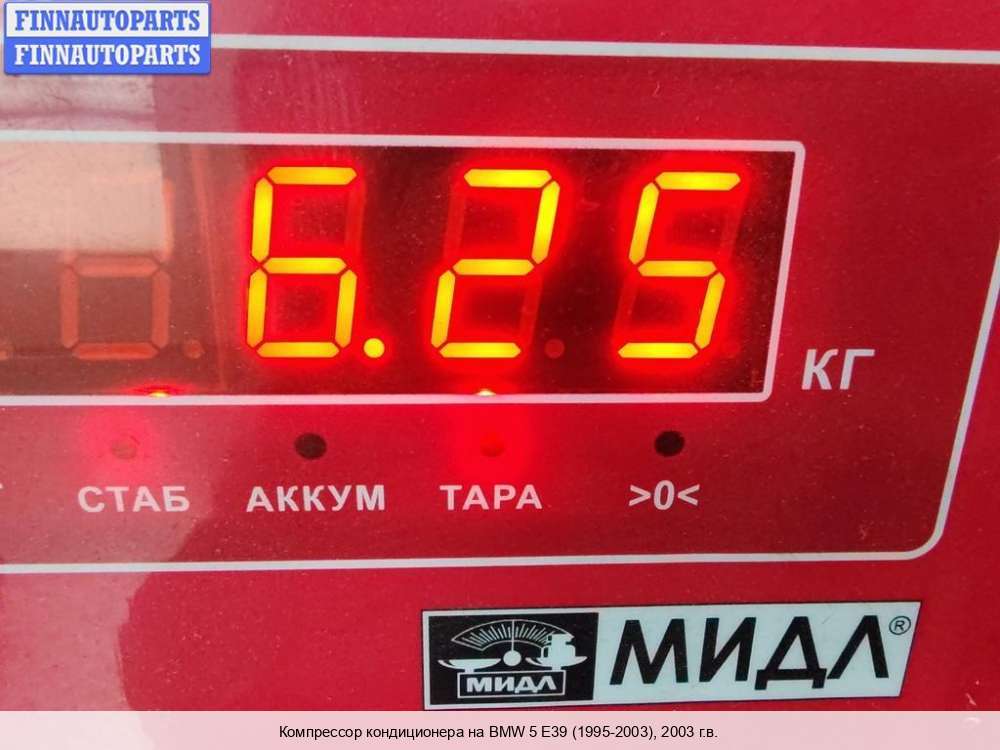 FINNAUTOPARTS
FINNAUTOPARTS
6.25
КГ
СТАБ АККУМ ТАРА >0<
МИДЛ МИДЛ®
Компрессор кондиционера на BMW 5 E39 (1995-2003), 2003 г.в.